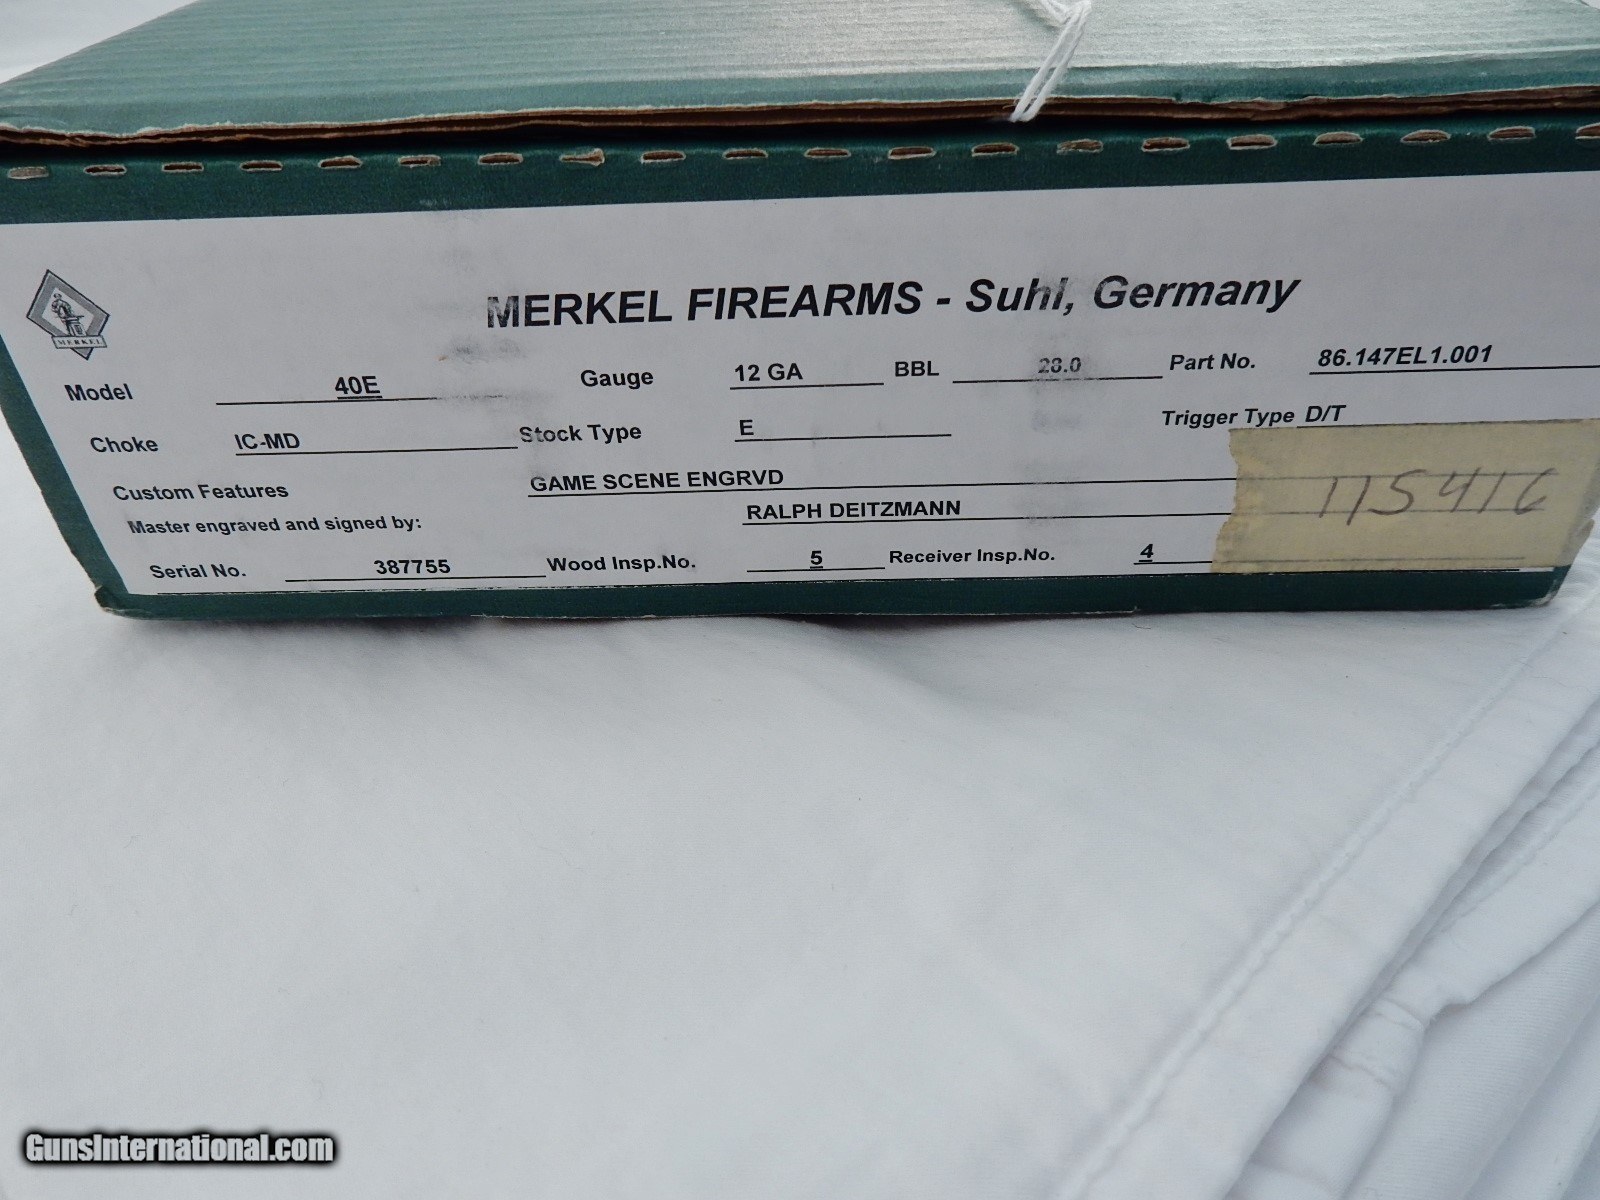 MERKEL FIREARMS - Suhl, Germany
MERKEL
Model 40E Gauge 12 GA BBL 28.0 Part No. 86.147EL1.001
Choke IC-MD Stock Type E Trigger Type D/T
Custom Features GAME SCENE ENGRVD
Master engraved and signed by: RALPH DEITZMANN
115416
Serial No. 387755 Wood Insp.No. 5 Receiver Insp.No. 4
GunsInternational.com